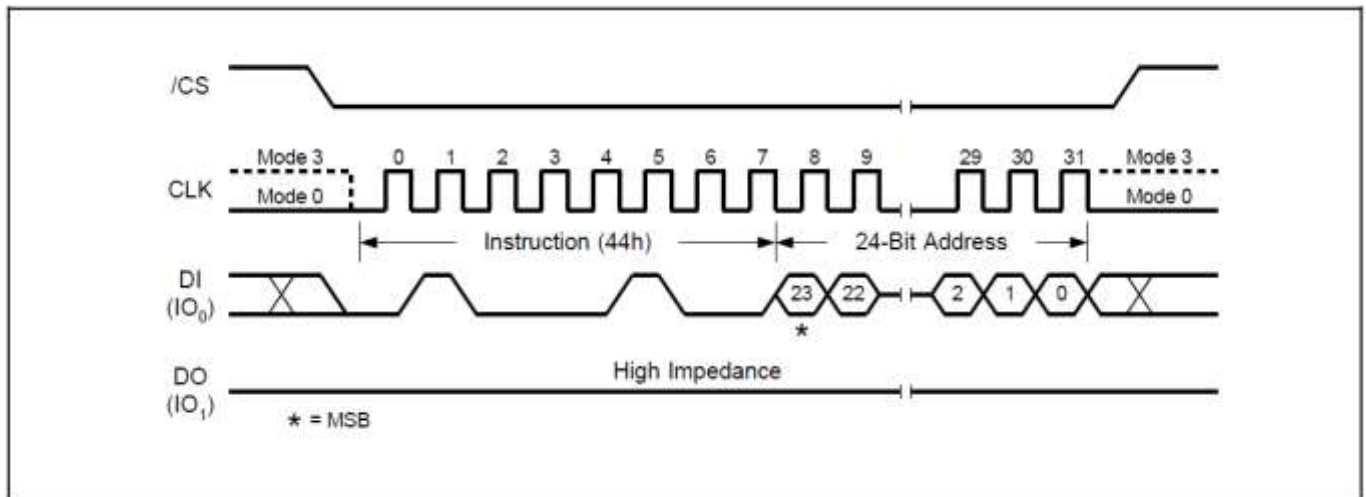 /CS
Mode 3 0 1 2 3 4 5 6 7 8 9 29 30 31 Mode 3
CLK
Mode 0 Mode 0
Instruction (44h) 24-Bit Address
DI
(IO₀)
23 22 2 1 0
*
High Impedance
DO
(IO₁)
* = MSB